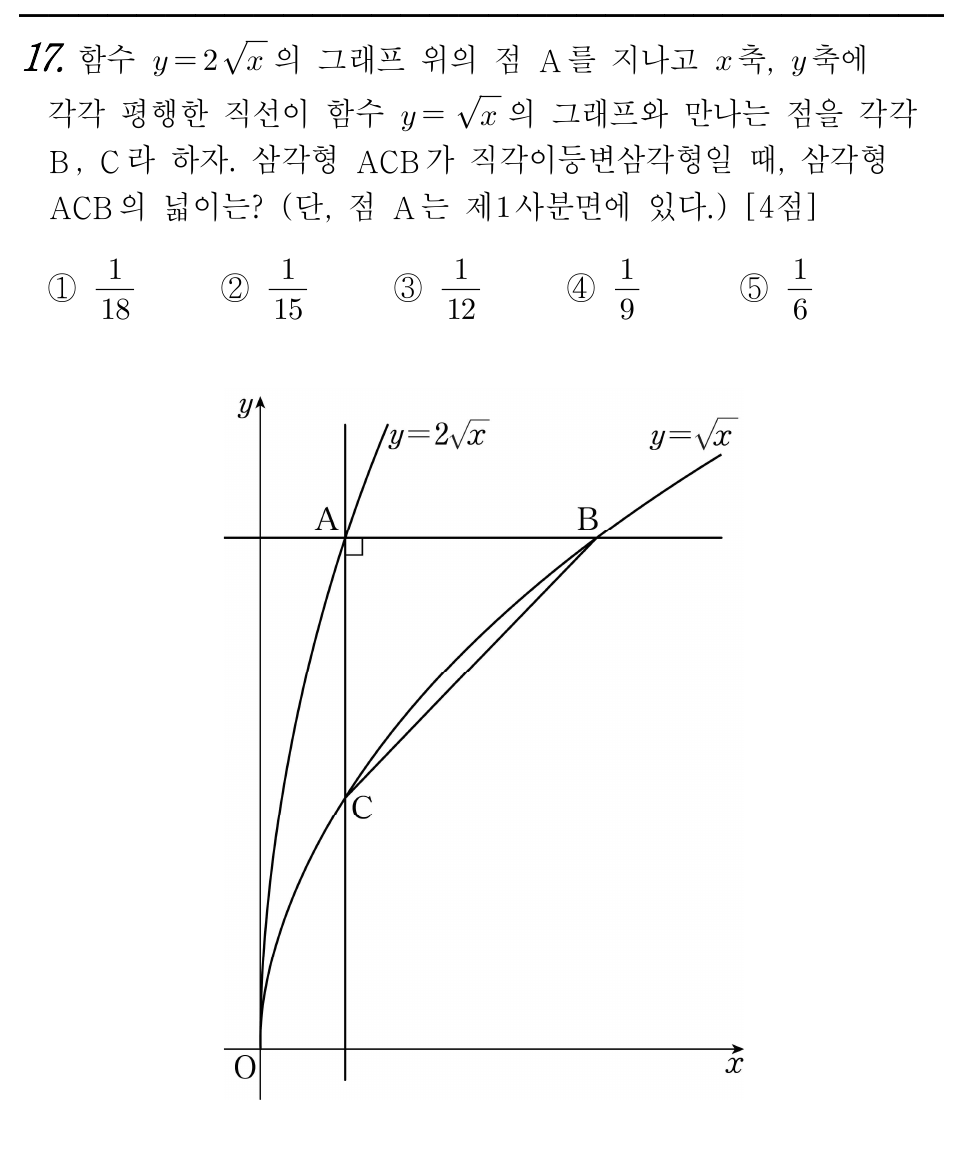 17. 함수 y=2√x 의 그래프 위의 점 A를 지나고 x축, y축에
각각 평행한 직선이 함수 y=√x 의 그래프와 만나는 점을 각각
B, C라 하자. 삼각형 ACB가 직각이등변삼각형일 때, 삼각형
ACB의 넓이는? (단, 점 A는 제1사분면에 있다.) [4점]
① 1/18 ② 1/15 ③ 1/12 ④ 1/9 ⑤ 1/6
y
y=2√x y=√x
A B
C
O x